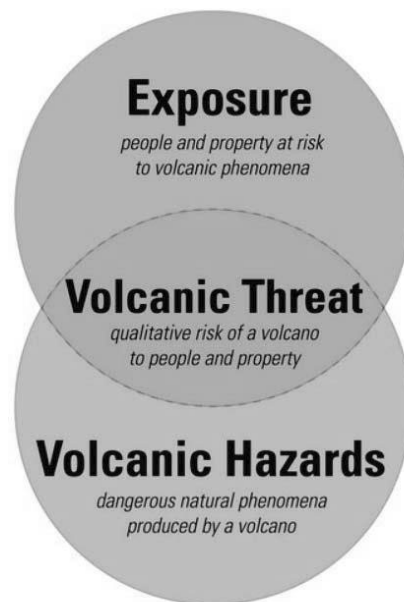 Exposure
people and property at risk
to volcanic phenomena
Volcanic Threat
qualitative risk of a volcano
to people and property
Volcanic Hazards
dangerous natural phenomena
produced by a volcano